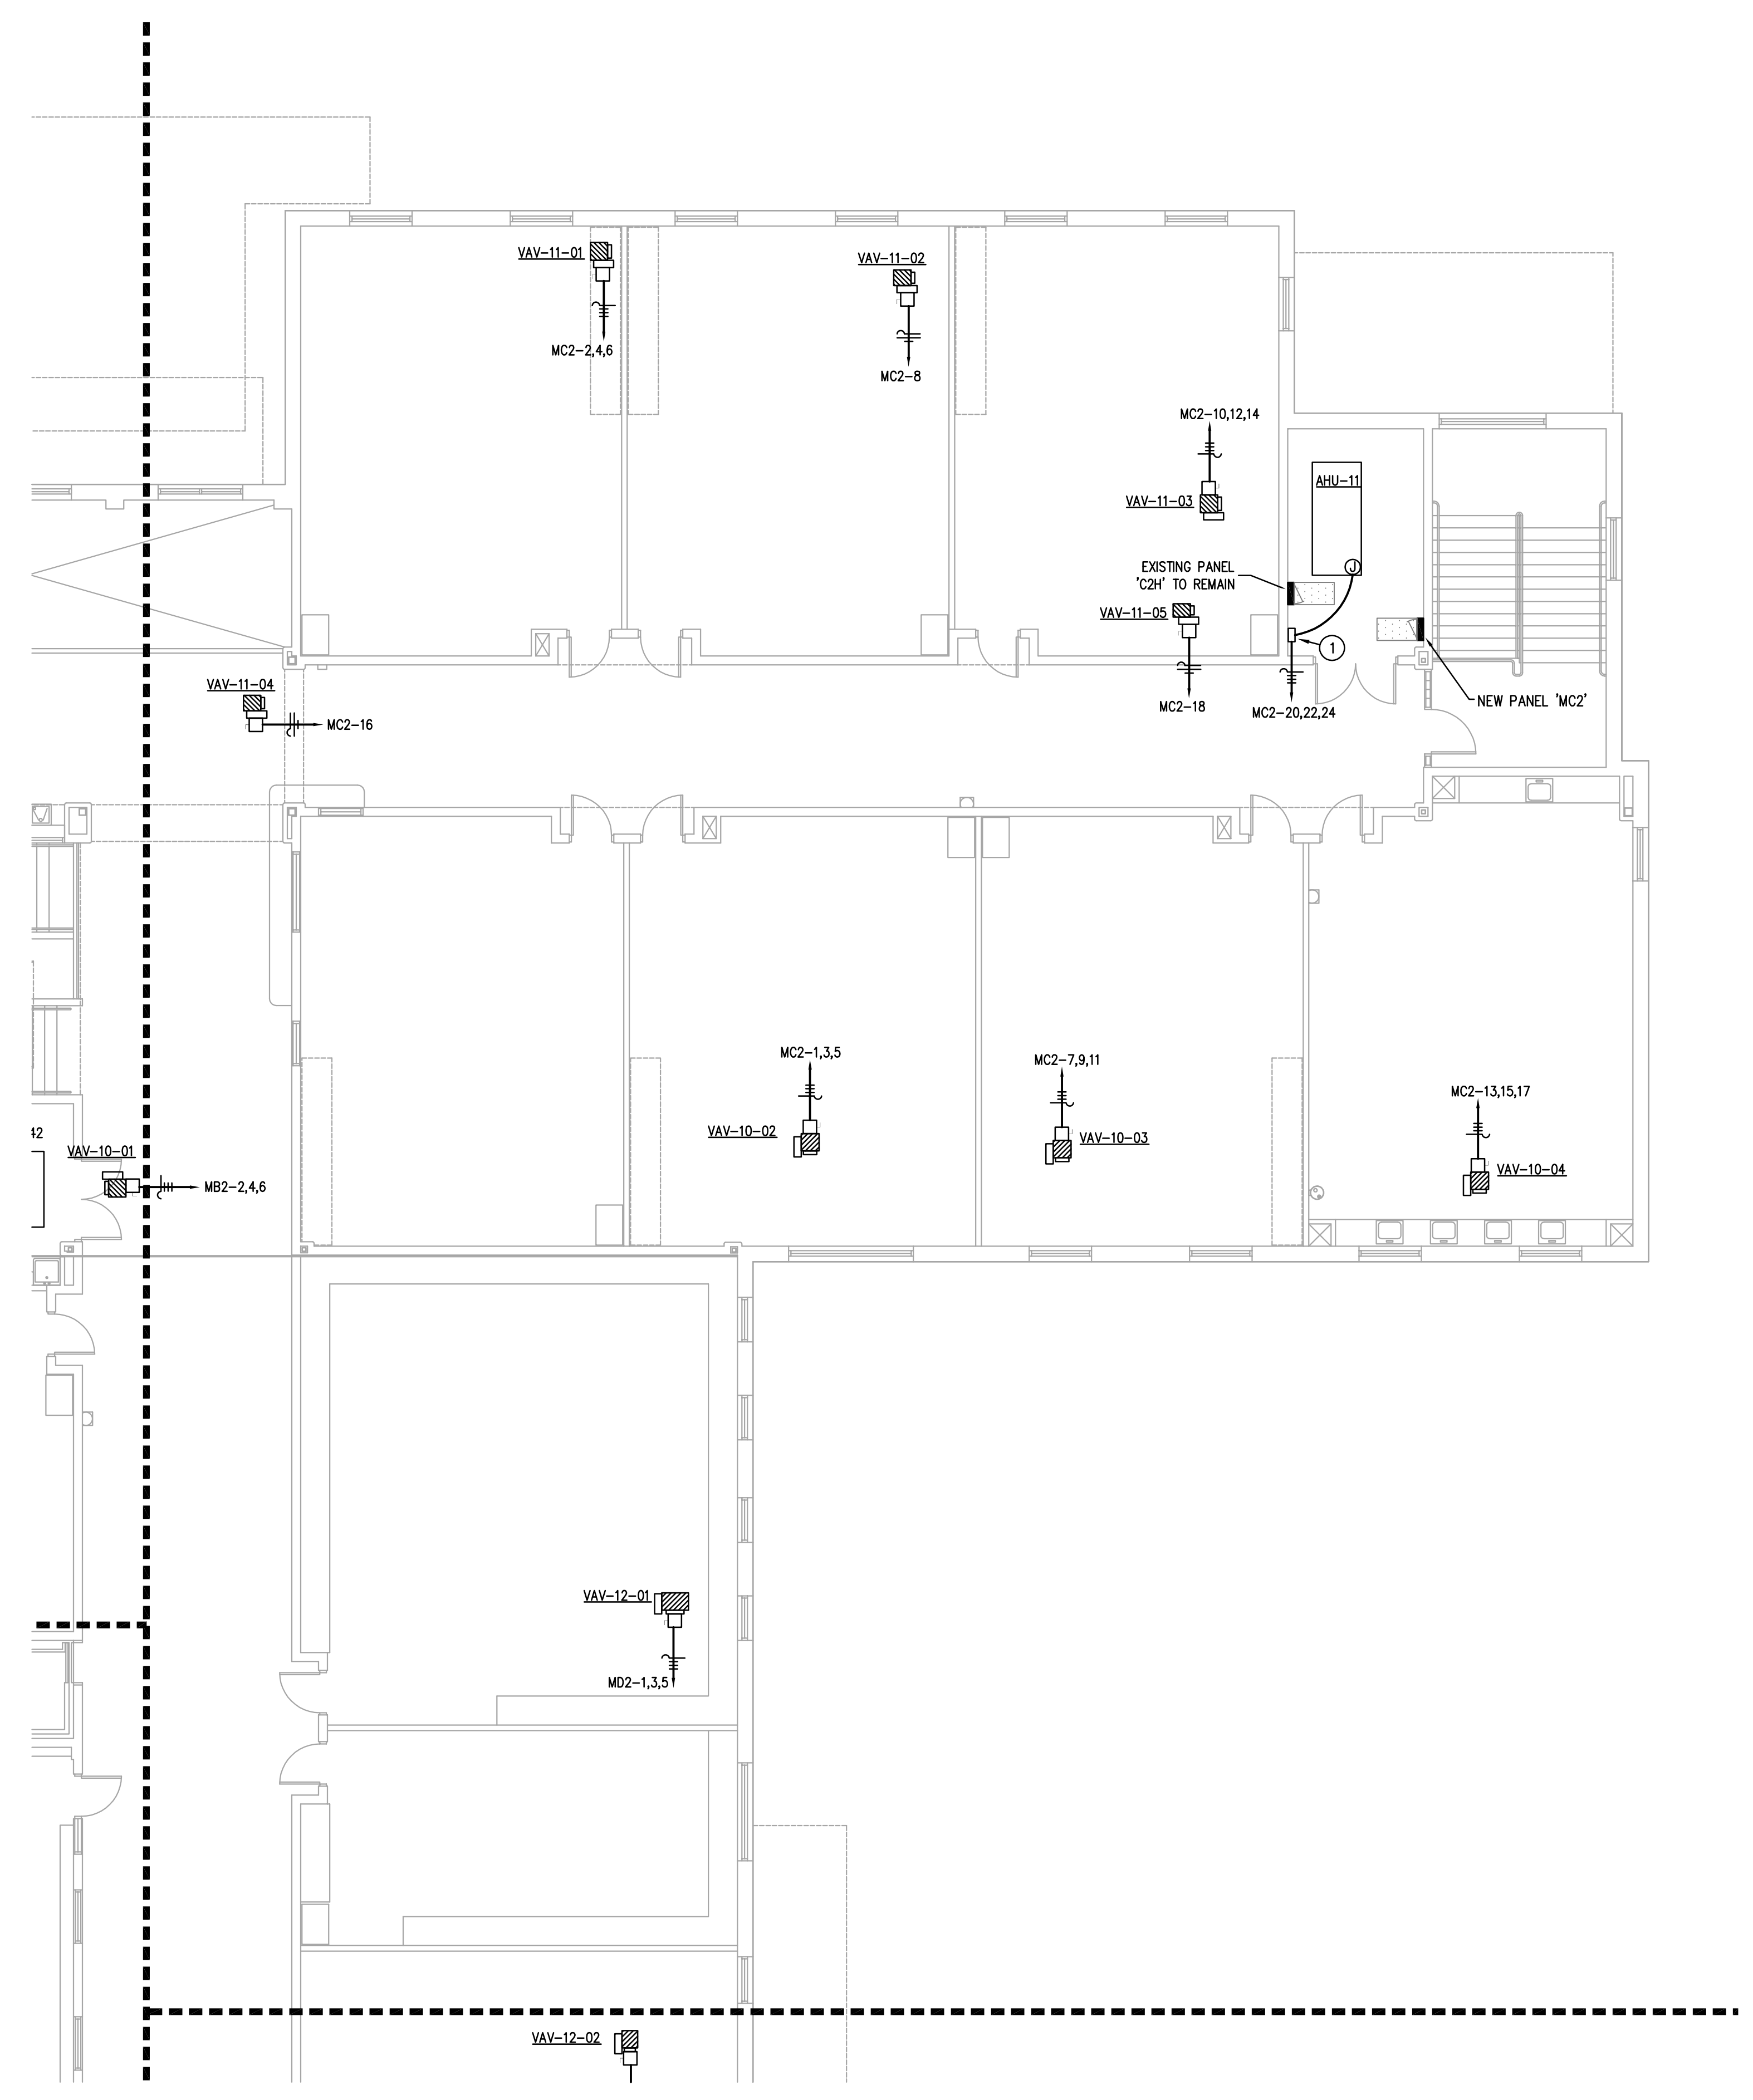 VAV-11-01
VAV-11-02
MC2-2,4,6
MC2-8
MC2-10,12,14
AHU-11
VAV-11-03
EXISTING PANEL
'C2H' TO REMAIN
J
VAV-11-05
1
VAV-11-04
NEW PANEL 'MC2'
MC2-18
MC2-20,22,24
MC2-16
MC2-1,3,5
MC2-7,9,11
MC2-13,15,17
42
VAV-10-02
VAV-10-03
VAV-10-01
VAV-10-04
MB2-2,4,6
VAV-12-01
MD2-1,3,5
VAV-12-02